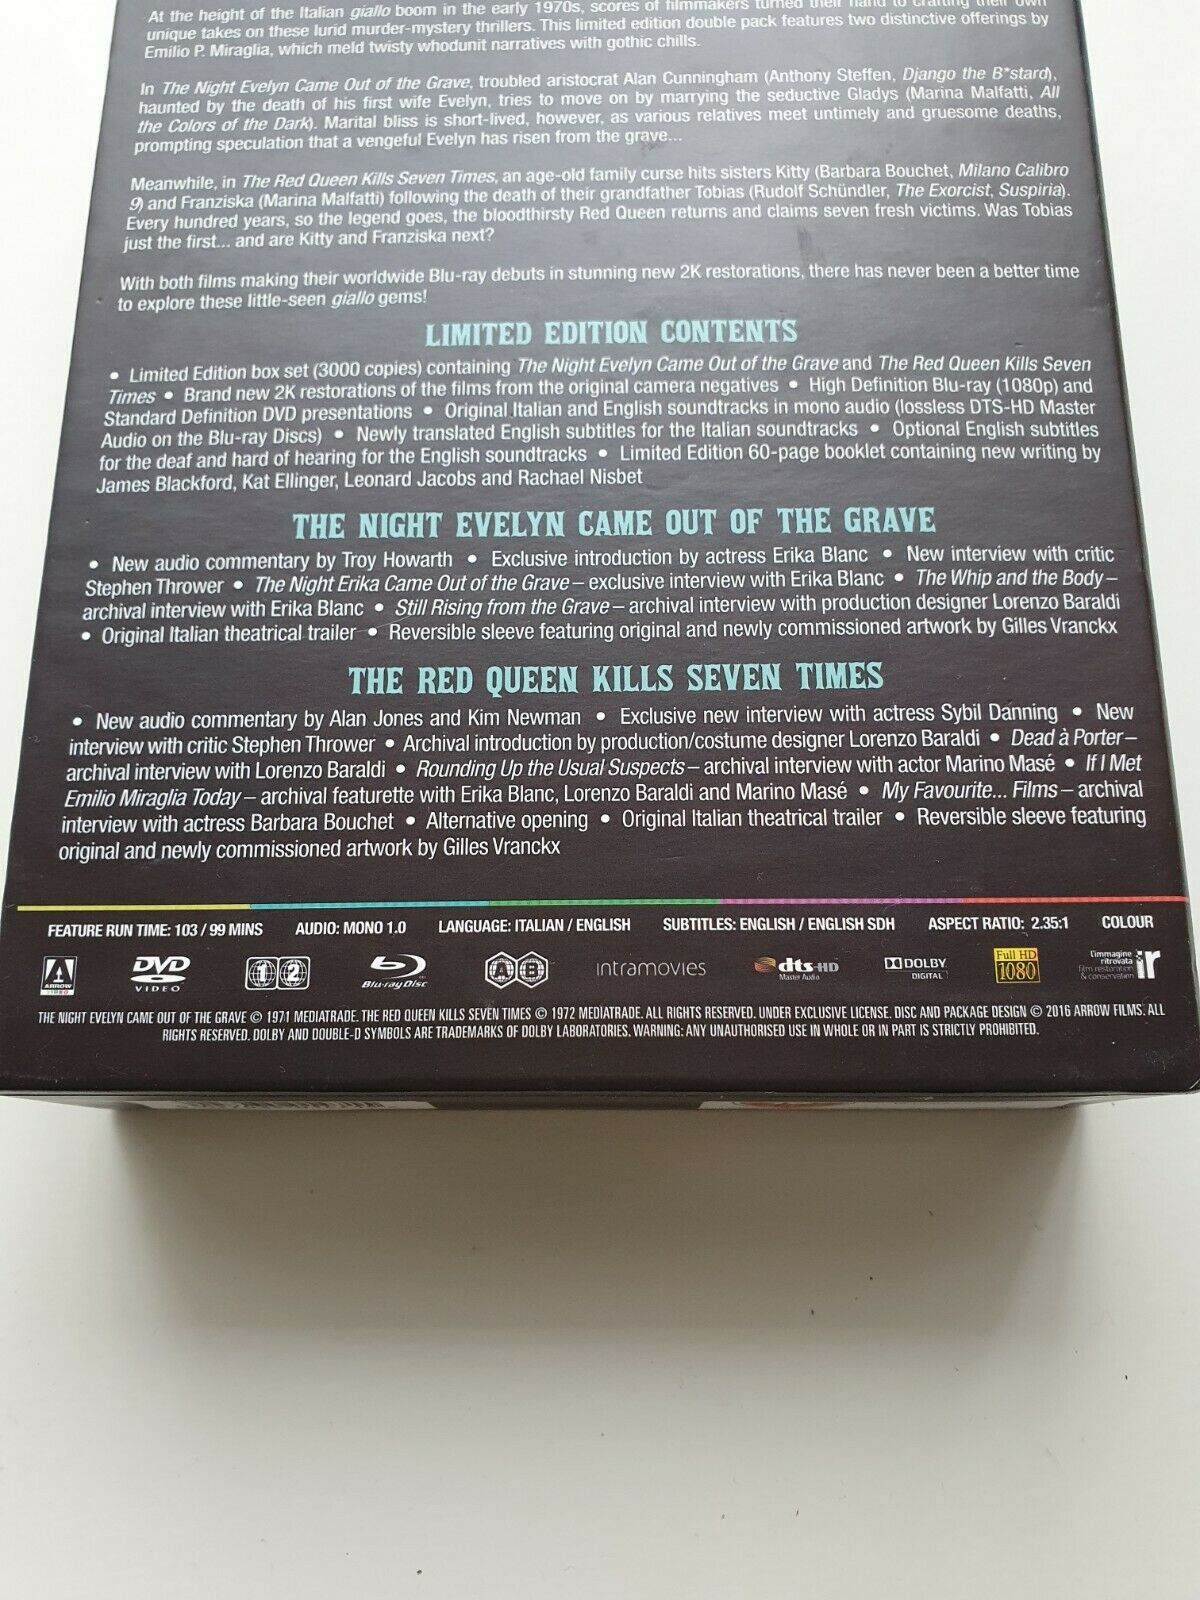 At the height of the Italian giallo boom in the early 1970s, scores of filmmakers turned their hand to crafting their own
unique takes on these lurid murder-mystery thrillers. This limited edition double pack features two distinctive offerings by
Emilio P. Miraglia, which meld twisty whodunit narratives with gothic chills.
In The Night Evelyn Came Out of the Grave, troubled aristocrat Alan Cunningham (Anthony Steffen, Django the B*stard),
haunted by the death of his first wife Evelyn, tries to move on by marrying the seductive Gladys (Marina Malfatti, All
the Colors of the Dark). Marital bliss is short-lived, however, as various relatives meet untimely and gruesome deaths,
prompting speculation that a vengeful Evelyn has risen from the grave...
Meanwhile, in The Red Queen Kills Seven Times, an age-old family curse hits sisters Kitty (Barbara Bouchet, Milano Calibro
9) and Franziska (Marina Malfatti) following the death of their grandfather Tobias (Rudolf Schündler, The Exorcist, Suspiria).
Every hundred years, so the legend goes, the bloodthirsty Red Queen returns and claims seven fresh victims. Was Tobias
just the first... and are Kitty and Franziska next?
With both films making their worldwide Blu-ray debuts in stunning new 2K restorations, there has never been a better time
to explore these little-seen giallo gems!
LIMITED EDITION CONTENTS
• Limited Edition box set (3000 copies) containing The Night Evelyn Came Out of the Grave and The Red Queen Kills Seven
Times • Brand new 2K restorations of the films from the original camera negatives • High Definition Blu-ray (1080p) and
Standard Definition DVD presentations • Original Italian and English soundtracks in mono audio (lossless DTS-HD Master
Audio on the Blu-ray Discs) • Newly translated English subtitles for the Italian soundtracks • Optional English subtitles
for the deaf and hard of hearing for the English soundtracks • Limited Edition 60-page booklet containing new writing by
James Blackford, Kat Ellinger, Leonard Jacobs and Rachael Nisbet
THE NIGHT EVELYN CAME OUT OF THE GRAVE
• New audio commentary by Troy Howarth • Exclusive introduction by actress Erika Blanc • New interview with critic
Stephen Thrower • The Night Erika Came Out of the Grave – exclusive interview with Erika Blanc • The Whip and the Body –
archival interview with Erika Blanc • Still Rising from the Grave – archival interview with production designer Lorenzo Baraldi
• Original Italian theatrical trailer • Reversible sleeve featuring original and newly commissioned artwork by Gilles Vranckx
THE RED QUEEN KILLS SEVEN TIMES
• New audio commentary by Alan Jones and Kim Newman • Exclusive new interview with actress Sybil Danning • New
interview with critic Stephen Thrower • Archival introduction by production/costume designer Lorenzo Baraldi • Dead à Porter –
archival interview with Lorenzo Baraldi • Rounding Up the Usual Suspects – archival interview with actor Marino Masé • If I Met
Emilio Miraglia Today – archival featurette with Erika Blanc, Lorenzo Baraldi and Marino Masé • My Favourite... Films – archival
interview with actress Barbara Bouchet • Alternative opening • Original Italian theatrical trailer • Reversible sleeve featuring
original and newly commissioned artwork by Gilles Vranckx
FEATURE RUN TIME: 103 / 99 MINS AUDIO: MONO 1.0 LANGUAGE: ITALIAN / ENGLISH SUBTITLES: ENGLISH / ENGLISH SDH ASPECT RATIO: 2.35:1 COLOUR
ARROW VIDEO DVD VIDEO 1 2 Blu-ray Disc A B intramovies dts-HD Master Audio DOLBY DIGITAL Full HD 1080 l'immagine ritrovata film restoration & conservation ir
THE NIGHT EVELYN CAME OUT OF THE GRAVE © 1971 MEDIATRADE. THE RED QUEEN KILLS SEVEN TIMES © 1972 MEDIATRADE. ALL RIGHTS RESERVED. UNDER EXCLUSIVE LICENSE. DISC AND PACKAGE DESIGN © 2016 ARROW FILMS. ALL
RIGHTS RESERVED. DOLBY AND DOUBLE-D SYMBOLS ARE TRADEMARKS OF DOLBY LABORATORIES. WARNING: ANY UNAUTHORISED USE IN WHOLE OR IN PART IS STRICTLY PROHIBITED.